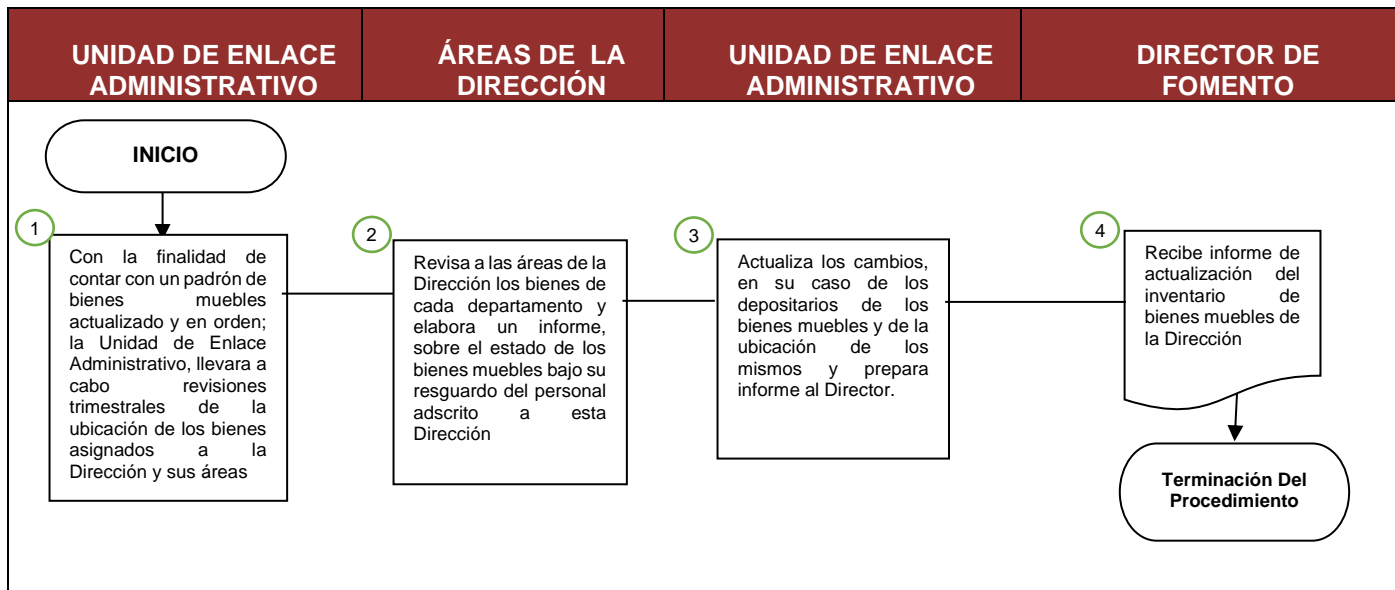 UNIDAD DE ENLACE
ADMINISTRATIVO
ÁREAS DE LA
DIRECCIÓN
UNIDAD DE ENLACE
ADMINISTRATIVO
DIRECTOR DE
FOMENTO
INICIO
1
Con la finalidad de
contar con un padrón de
bienes muebles
actualizado y en orden;
la Unidad de Enlace
Administrativo, llevara a
cabo revisiones
trimestrales de la
ubicación de los bienes
asignados a la
Dirección y sus áreas
2
Revisa a las áreas de la
Dirección los bienes de
cada departamento y
elabora un informe,
sobre el estado de los
bienes muebles bajo su
resguardo del personal
adscrito a esta
Dirección
3
Actualiza los cambios,
en su caso de los
depositarios de los
bienes muebles y de la
ubicación de los
mismos y prepara
informe al Director.
4
Recibe informe de
actualización del
inventario de
bienes muebles de
la Dirección
Terminación Del
Procedimiento